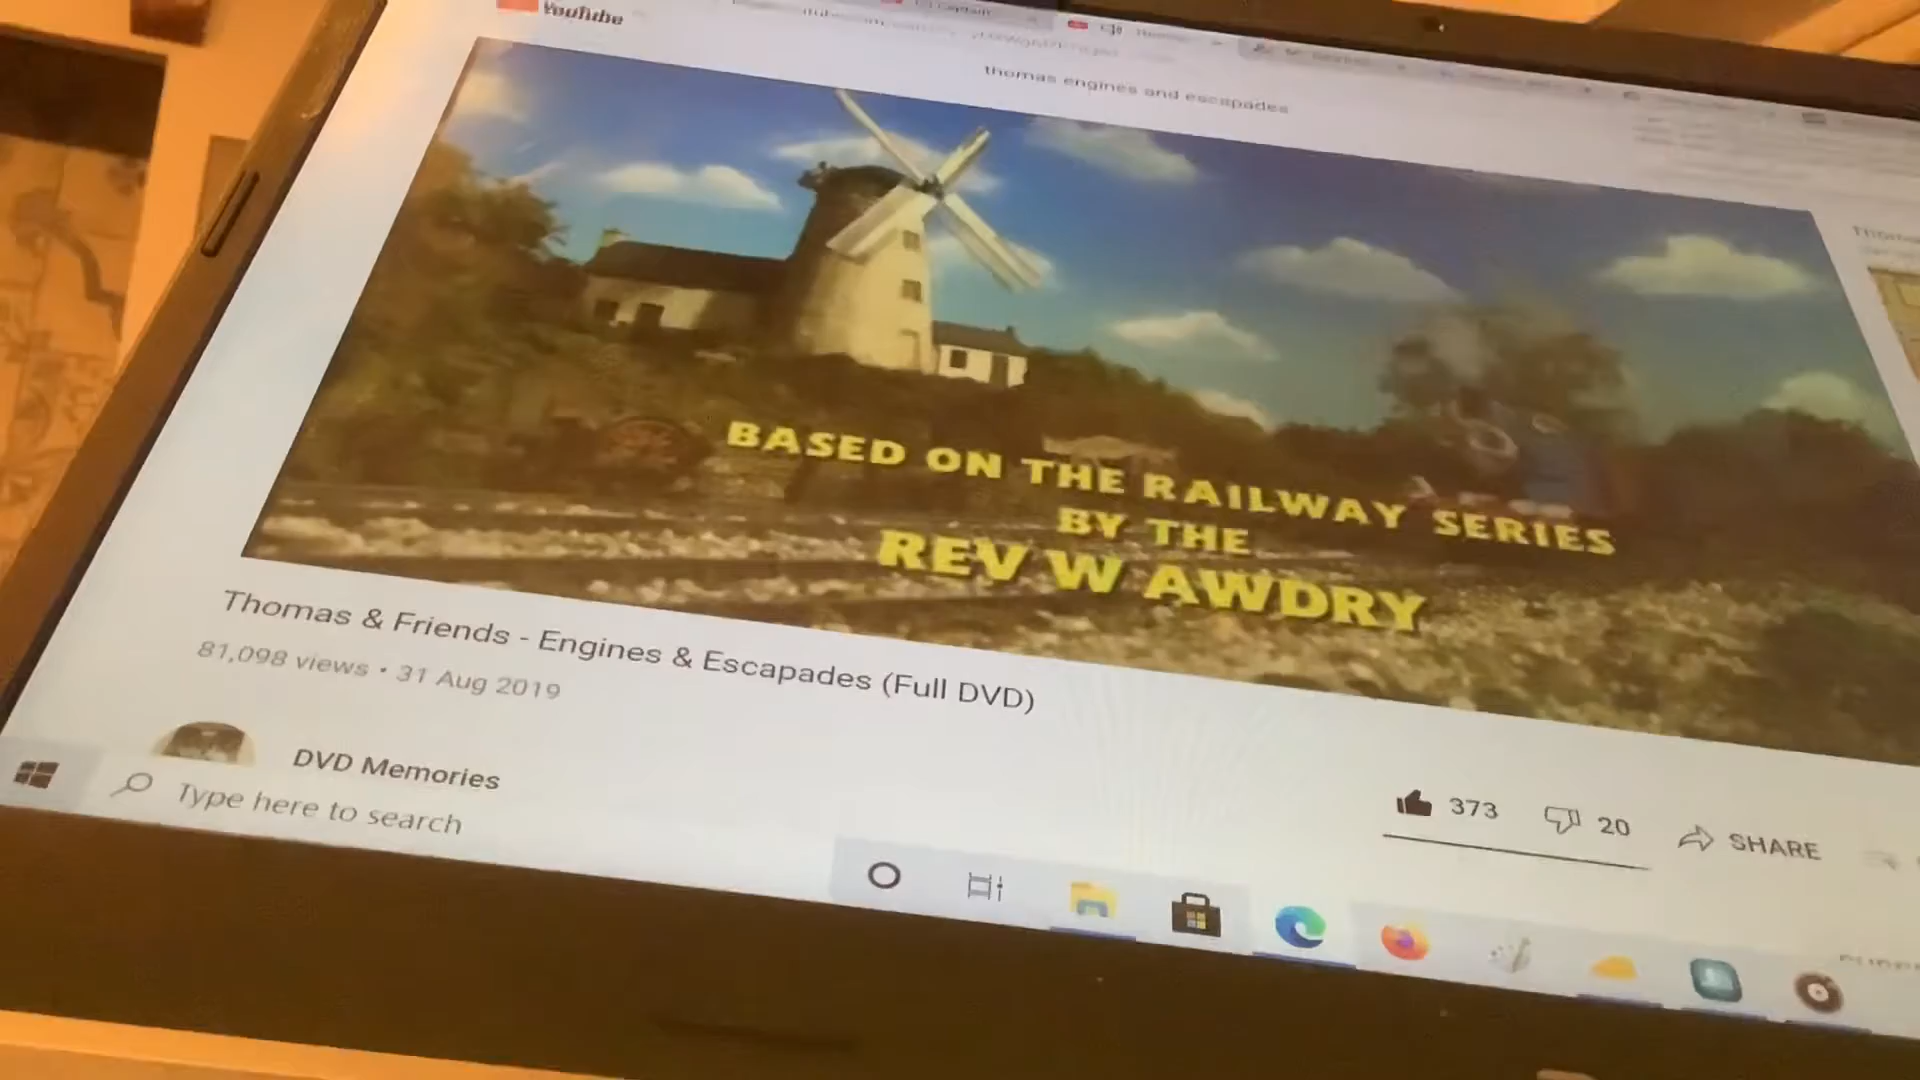 YouTube
thomas engines and escapades
BASED ON THE RAILWAY SERIES
BY THE
REV W AWDRY
Thomas & Friends - Engines & Escapades (Full DVD)
81,098 views • 31 Aug 2019
DVD Memories
373
20
SHARE
Type here to search